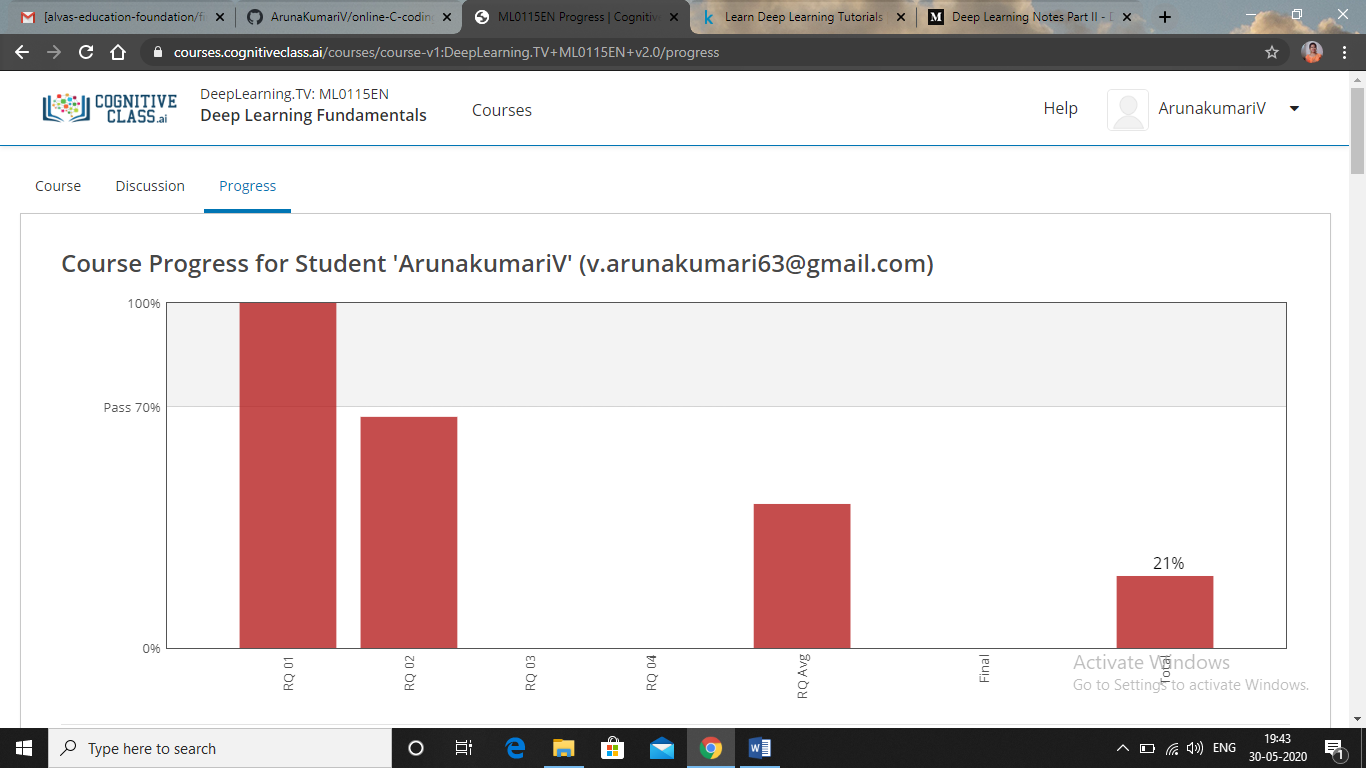 [alvas-education-foundation/fi
ArunaKumariV/online-C-coding
ML0115EN Progress | Cognitive
Learn Deep Learning Tutorials
Deep Learning Notes Part II - D
courses.cognitiveclass.ai/courses/course-v1:DeepLearning.TV+ML0115EN+v2.0/progress
COGNITIVE
CLASS.ai
DeepLearning.TV: ML0115EN
Deep Learning Fundamentals
Courses
Help
ArunakumariV
Course
Discussion
Progress
Course Progress for Student 'ArunakumariV' (v.arunakumari63@gmail.com)
100%
Pass 70%
0%
21%
RQ 01
RQ 02
RQ 03
RQ 04
RQ Avg
Final
Total
Activate Windows
Go to Settings to activate Windows.
Type here to search
ENG
19:43
30-05-2020
1